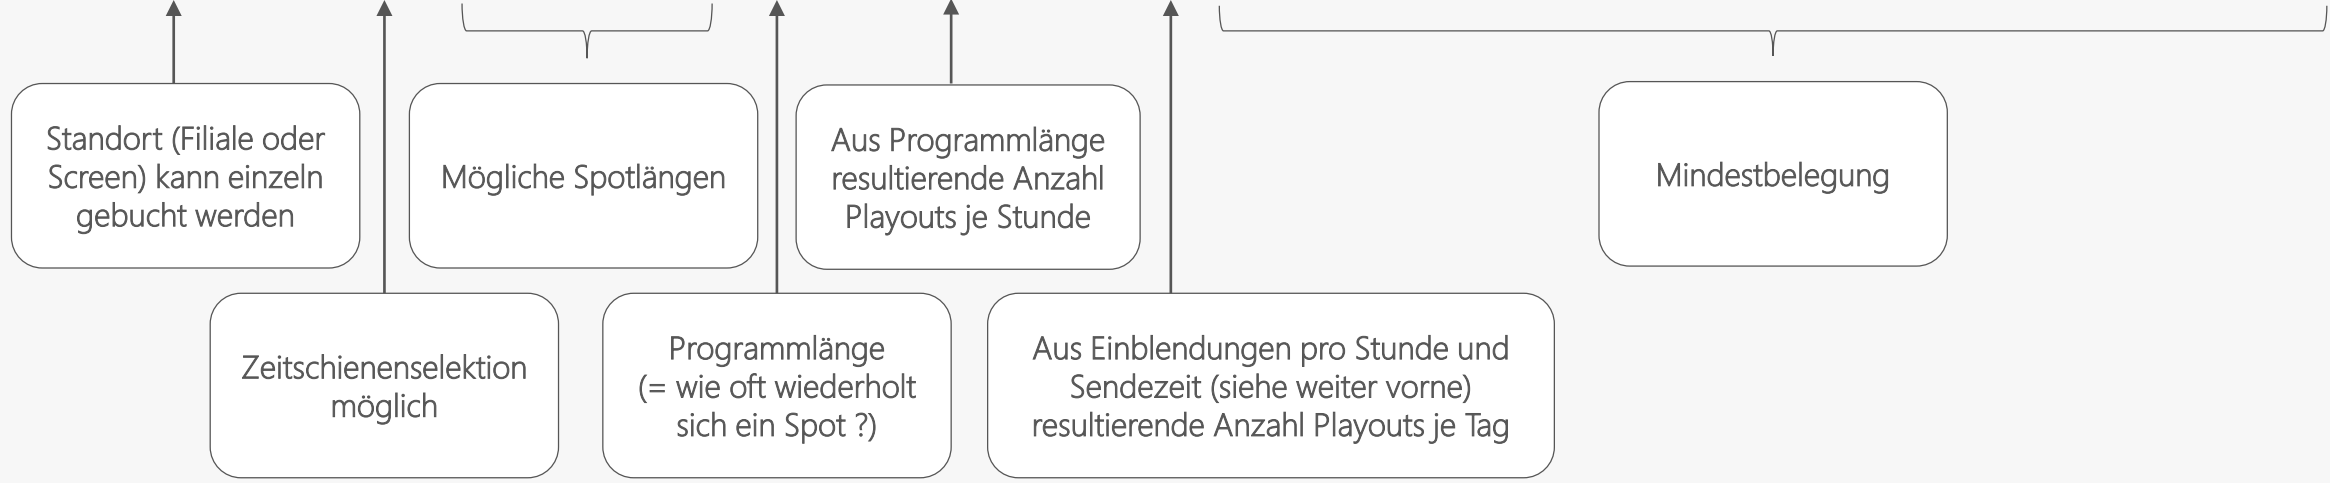 Standort (Filiale oder
Screen) kann einzeln
gebucht werden
Mögliche Spotlängen
Aus Programmlänge
resultierende Anzahl
Playouts je Stunde
Mindestbelegung
Zeitschienenselektion
möglich
Programmlänge
(= wie oft wiederholt
sich ein Spot ?)
Aus Einblendungen pro Stunde und
Sendezeit (siehe weiter vorne)
resultierende Anzahl Playouts je Tag